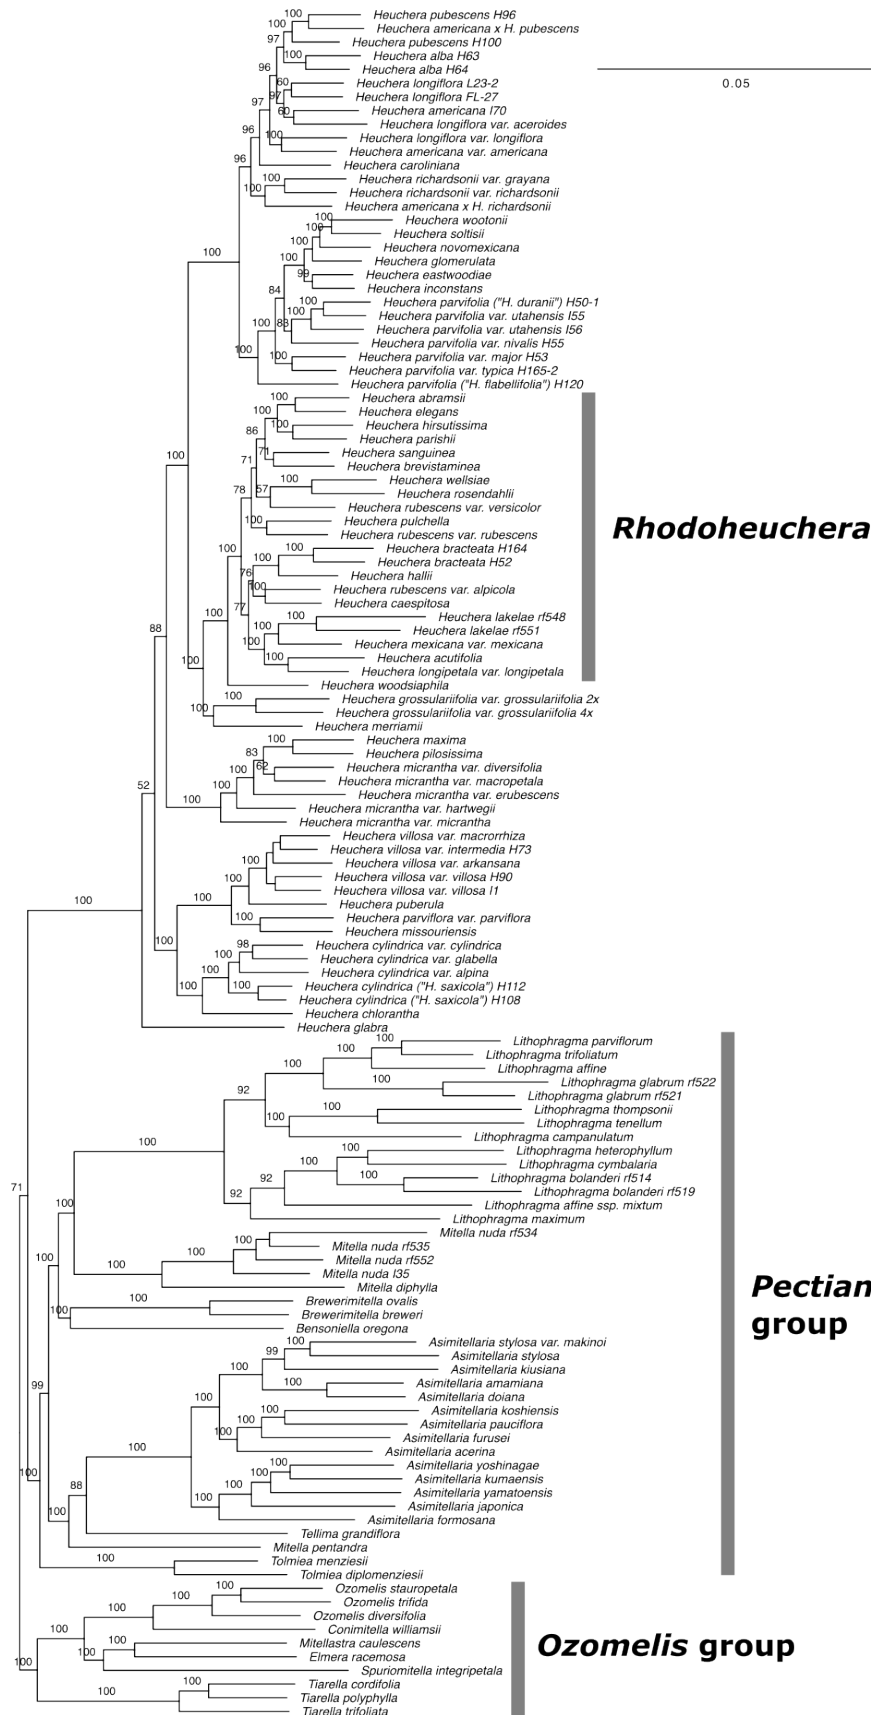 Heuchera pubescens H96
Heuchera americana x H. pubescens
Heuchera pubescens H100
Heuchera alba H63
Heuchera alba H64
0.05
Heuchera longiflora L23-2
Heuchera longiflora FL-27
Heuchera americana I70
Heuchera longiflora var. aceroides
Heuchera longiflora var. longiflora
Heuchera americana var. americana
Heuchera caroliniana
Heuchera richardsonii var. grayana
Heuchera richardsonii var. richardsonii
Heuchera americana x H. richardsonii
Heuchera wootonii
Heuchera soltisii
Heuchera novomexicana
Heuchera glomerulata
Heuchera eastwoodiae
Heuchera inconstans
Heuchera parvifolia ("H. duranii") H50-1
Heuchera parvifolia var. utahensis I55
Heuchera parvifolia var. utahensis I56
Heuchera parvifolia var. nivalis H55
Heuchera parvifolia var. major H53
Heuchera parvifolia var. typica H165-2
Heuchera parvifolia ("H. flabellifolia") H120
Heuchera abramsii
Heuchera elegans
Heuchera hirsutissima
Heuchera parishii
Heuchera sanguinea
Heuchera brevistaminea
Heuchera wellsiae
Heuchera rosendahlii
Heuchera rubescens var. versicolor
Heuchera pulchella
Heuchera rubescens var. rubescens
Rhodoheuchera
Heuchera bracteata H164
Heuchera bracteata H52
Heuchera hallii
Heuchera rubescens var. alpicola
Heuchera caespitosa
Heuchera lakelae rf548
Heuchera lakelae rf551
Heuchera mexicana var. mexicana
Heuchera acutifolia
Heuchera longipetala var. longipetala
Heuchera woodsiaphila
Heuchera grossulariifolia var. grossulariifolia 2x
Heuchera grossulariifolia var. grossulariifolia 4x
Heuchera merriamii
Heuchera maxima
Heuchera pilosissima
Heuchera micrantha var. diversifolia
Heuchera micrantha var. macropetala
Heuchera micrantha var. erubescens
Heuchera micrantha var. hartwegii
Heuchera micrantha var. micrantha
Heuchera villosa var. macrorrhiza
Heuchera villosa var. intermedia H73
Heuchera villosa var. arkansana
Heuchera villosa var. villosa H90
Heuchera villosa var. villosa I1
Heuchera puberula
Heuchera parviflora var. parviflora
Heuchera missouriensis
Heuchera cylindrica var. cylindrica
Heuchera cylindrica var. glabella
Heuchera cylindrica var. alpina
Heuchera cylindrica ("H. saxicola") H112
Heuchera cylindrica ("H. saxicola") H108
Heuchera chlorantha
Heuchera glabra
Lithophragma parviflorum
Lithophragma trifoliatum
Lithophragma affine
Lithophragma glabrum rf522
Lithophragma glabrum rf521
Lithophragma thompsonii
Lithophragma tenellum
Lithophragma campanulatum
Lithophragma heterophyllum
Lithophragma cymbalaria
Lithophragma bolanderi rf514
Lithophragma bolanderi rf519
Lithophragma affine ssp. mixtum
Lithophragma maximum
Mitella nuda rf534
Mitella nuda rf535
Mitella nuda rf552
Mitella nuda I35
Mitella diphylla
Brewerimitella ovalis
Brewerimitella breweri
Bensoniella oregona
Pectian
group
Asimitellaria stylosa var. makinoi
Asimitellaria stylosa
Asimitellaria kiusiana
Asimitellaria amamiana
Asimitellaria doiana
Asimitellaria koshiensis
Asimitellaria pauciflora
Asimitellaria furusei
Asimitellaria acerina
Asimitellaria yoshinagae
Asimitellaria kumaensis
Asimitellaria yamatoensis
Asimitellaria japonica
Asimitellaria formosana
Tellima grandiflora
Mitella pentandra
Tolmiea menziesii
Tolmiea diplomenziesii
Ozomelis stauropetala
Ozomelis trifida
Ozomelis diversifolia
Conimitella williamsii
Mitellastra caulescens
Elmera racemosa
Spuriomitella integripetala
Tiarella cordifolia
Tiarella polyphylla
Tiarella trifoliata
Ozomelis group